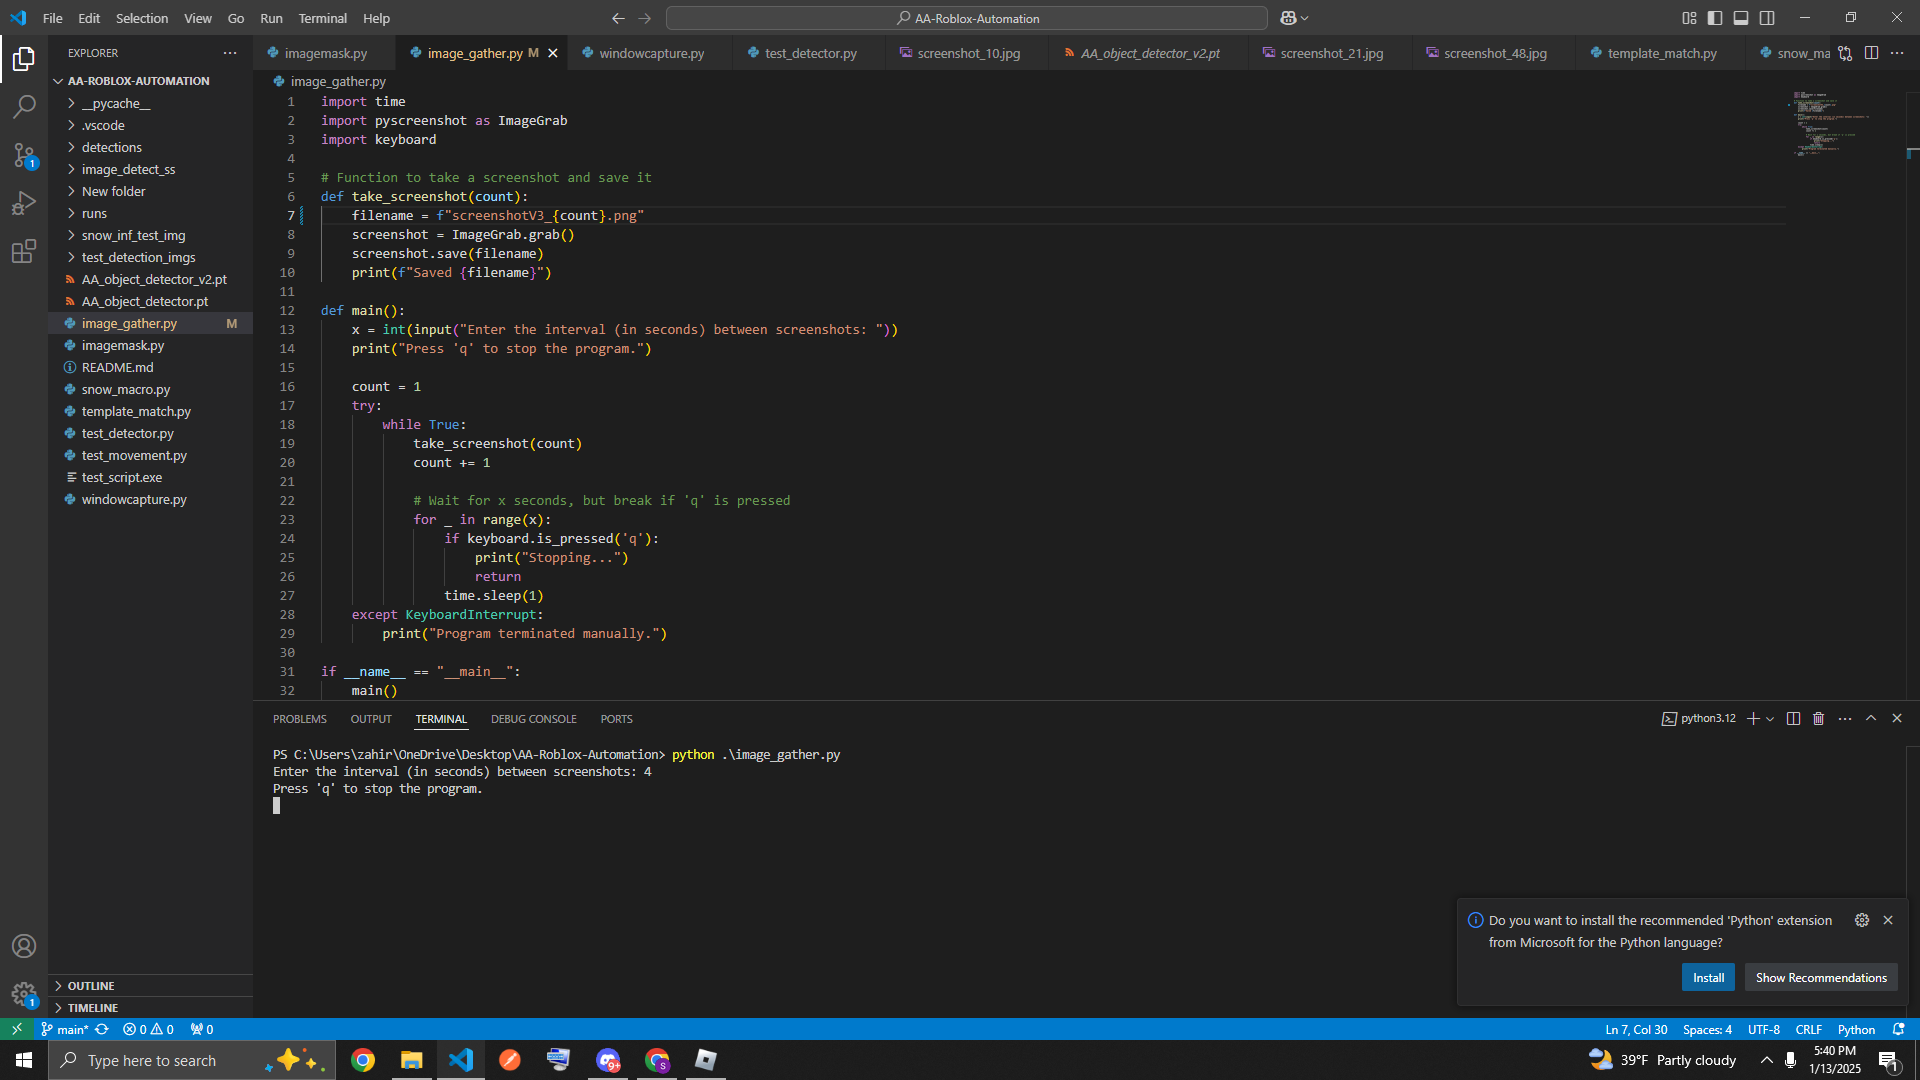 File Edit Selection View Go Run Terminal Help
AA-Roblox-Automation
EXPLORER
imagemask.py
image_gather.py M
windowcapture.py
test_detector.py
screenshot_10.jpg
AA_object_detector_v2.pt
screenshot_21.jpg
screenshot_48.jpg
template_match.py
snow_ma
AA-ROBLOX-AUTOMATION
__pycache__
.vscode
detections
image_detect_ss
New folder
runs
snow_inf_test_img
test_detection_imgs
AA_object_detector_v2.pt
AA_object_detector.pt
image_gather.py M
imagemask.py
README.md
snow_macro.py
template_match.py
test_detector.py
test_movement.py
test_script.exe
windowcapture.py
OUTLINE
TIMELINE
1
1
image_gather.py
1 import time
2 import pyscreenshot as ImageGrab
3 import keyboard
4
5 # Function to take a screenshot and save it
6 def take_screenshot(count):
7 filename = f"screenshotV3_{count}.png"
8 screenshot = ImageGrab.grab()
9 screenshot.save(filename)
10 print(f"Saved {filename}")
11
12 def main():
13 x = int(input("Enter the interval (in seconds) between screenshots: "))
14 print("Press 'q' to stop the program.")
15
16 count = 1
17 try:
18 while True:
19 take_screenshot(count)
20 count += 1
21
22 # Wait for x seconds, but break if 'q' is pressed
23 for _ in range(x):
24 if keyboard.is_pressed('q'):
25 print("Stopping...")
26 return
27 time.sleep(1)
28 except KeyboardInterrupt:
29 print("Program terminated manually.")
30
31 if __name__ == "__main__":
32 main()
PROBLEMS OUTPUT TERMINAL DEBUG CONSOLE PORTS
python3.12
PS C:\Users\zahir\OneDrive\Desktop\AA-Roblox-Automation> python .\image_gather.py
Enter the interval (in seconds) between screenshots: 4
Press 'q' to stop the program.
Do you want to install the recommended 'Python' extension
from Microsoft for the Python language?
Install
Show Recommendations
main* 0 0 0
Ln 7, Col 30 Spaces: 4 UTF-8 CRLF Python
Type here to search
9+
S
39°F Partly cloudy
5:40 PM
1/13/2025
1